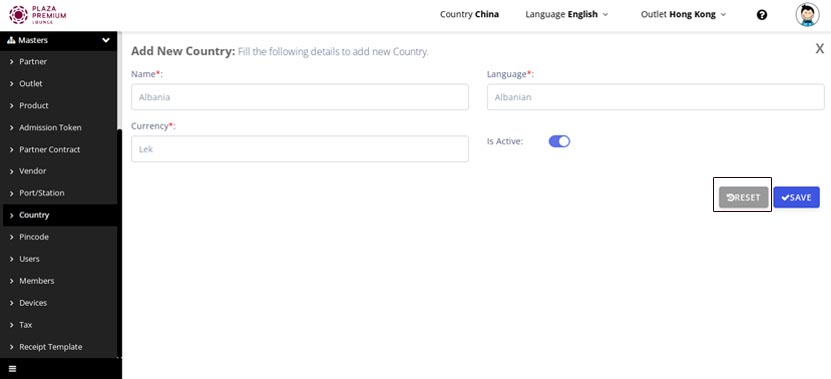 PLAZA
PREMIUM
LOUNGE
Country China
Language English
Outlet Hong Kong
Masters
Partner
Outlet
Product
Admission Token
Partner Contract
Vendor
Port/Station
Country
Pincode
Users
Members
Devices
Tax
Receipt Template
Add New Country: Fill the following details to add new Country.
X
Name*:
Albania
Language*:
Albanian
Currency*:
Lek
Is Active:
RESET
SAVE